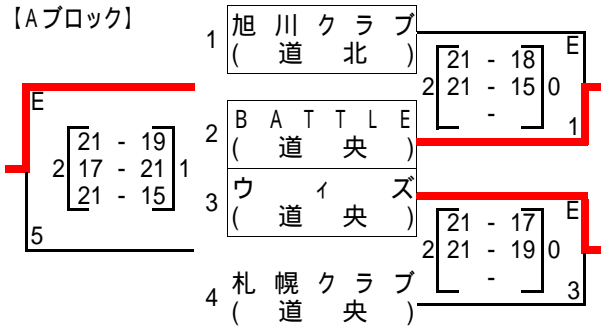 【Aブロック】
1 旭川クラブ
( 道北 )
E
21 - 18
2 21 - 15 0
-
1
E
21 - 19
2 17 - 21 1
21 - 15
5
2 BATTLE
( 道央 )
3 ウィズ
( 道央 )
E
21 - 17
2 21 - 19 0
-
3
4 札幌クラブ
( 道央 )